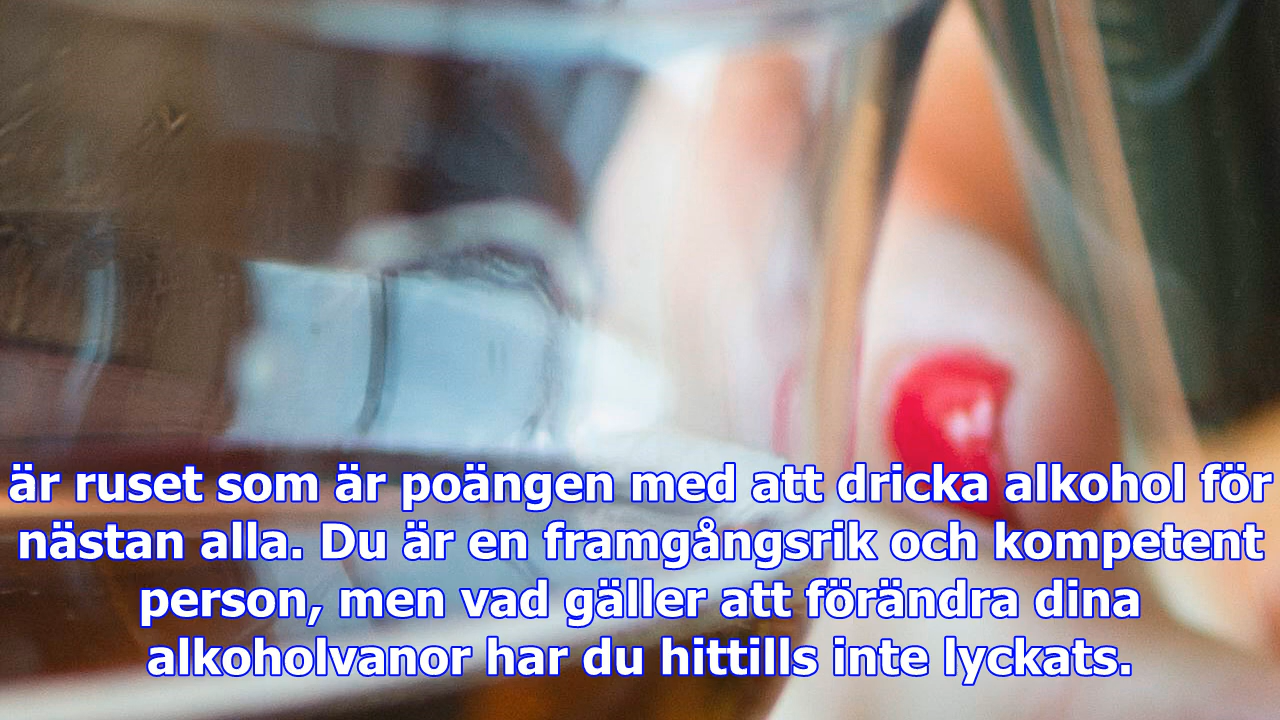 är ruset som är poängen med att dricka alkohol för
nästan alla. Du är en framgångsrik och kompetent
person, men vad gäller att förändra dina
alkoholvanor har du hittills inte lyckats.